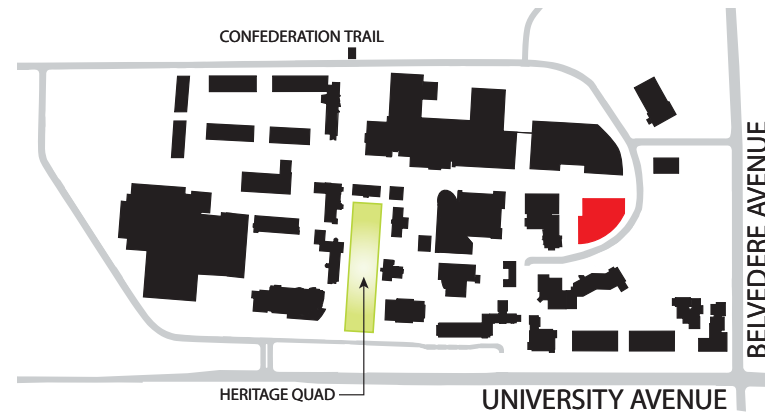 CONFEDERATION TRAIL
BELVEDERE AVENUE
HERITAGE QUAD
UNIVERSITY AVENUE